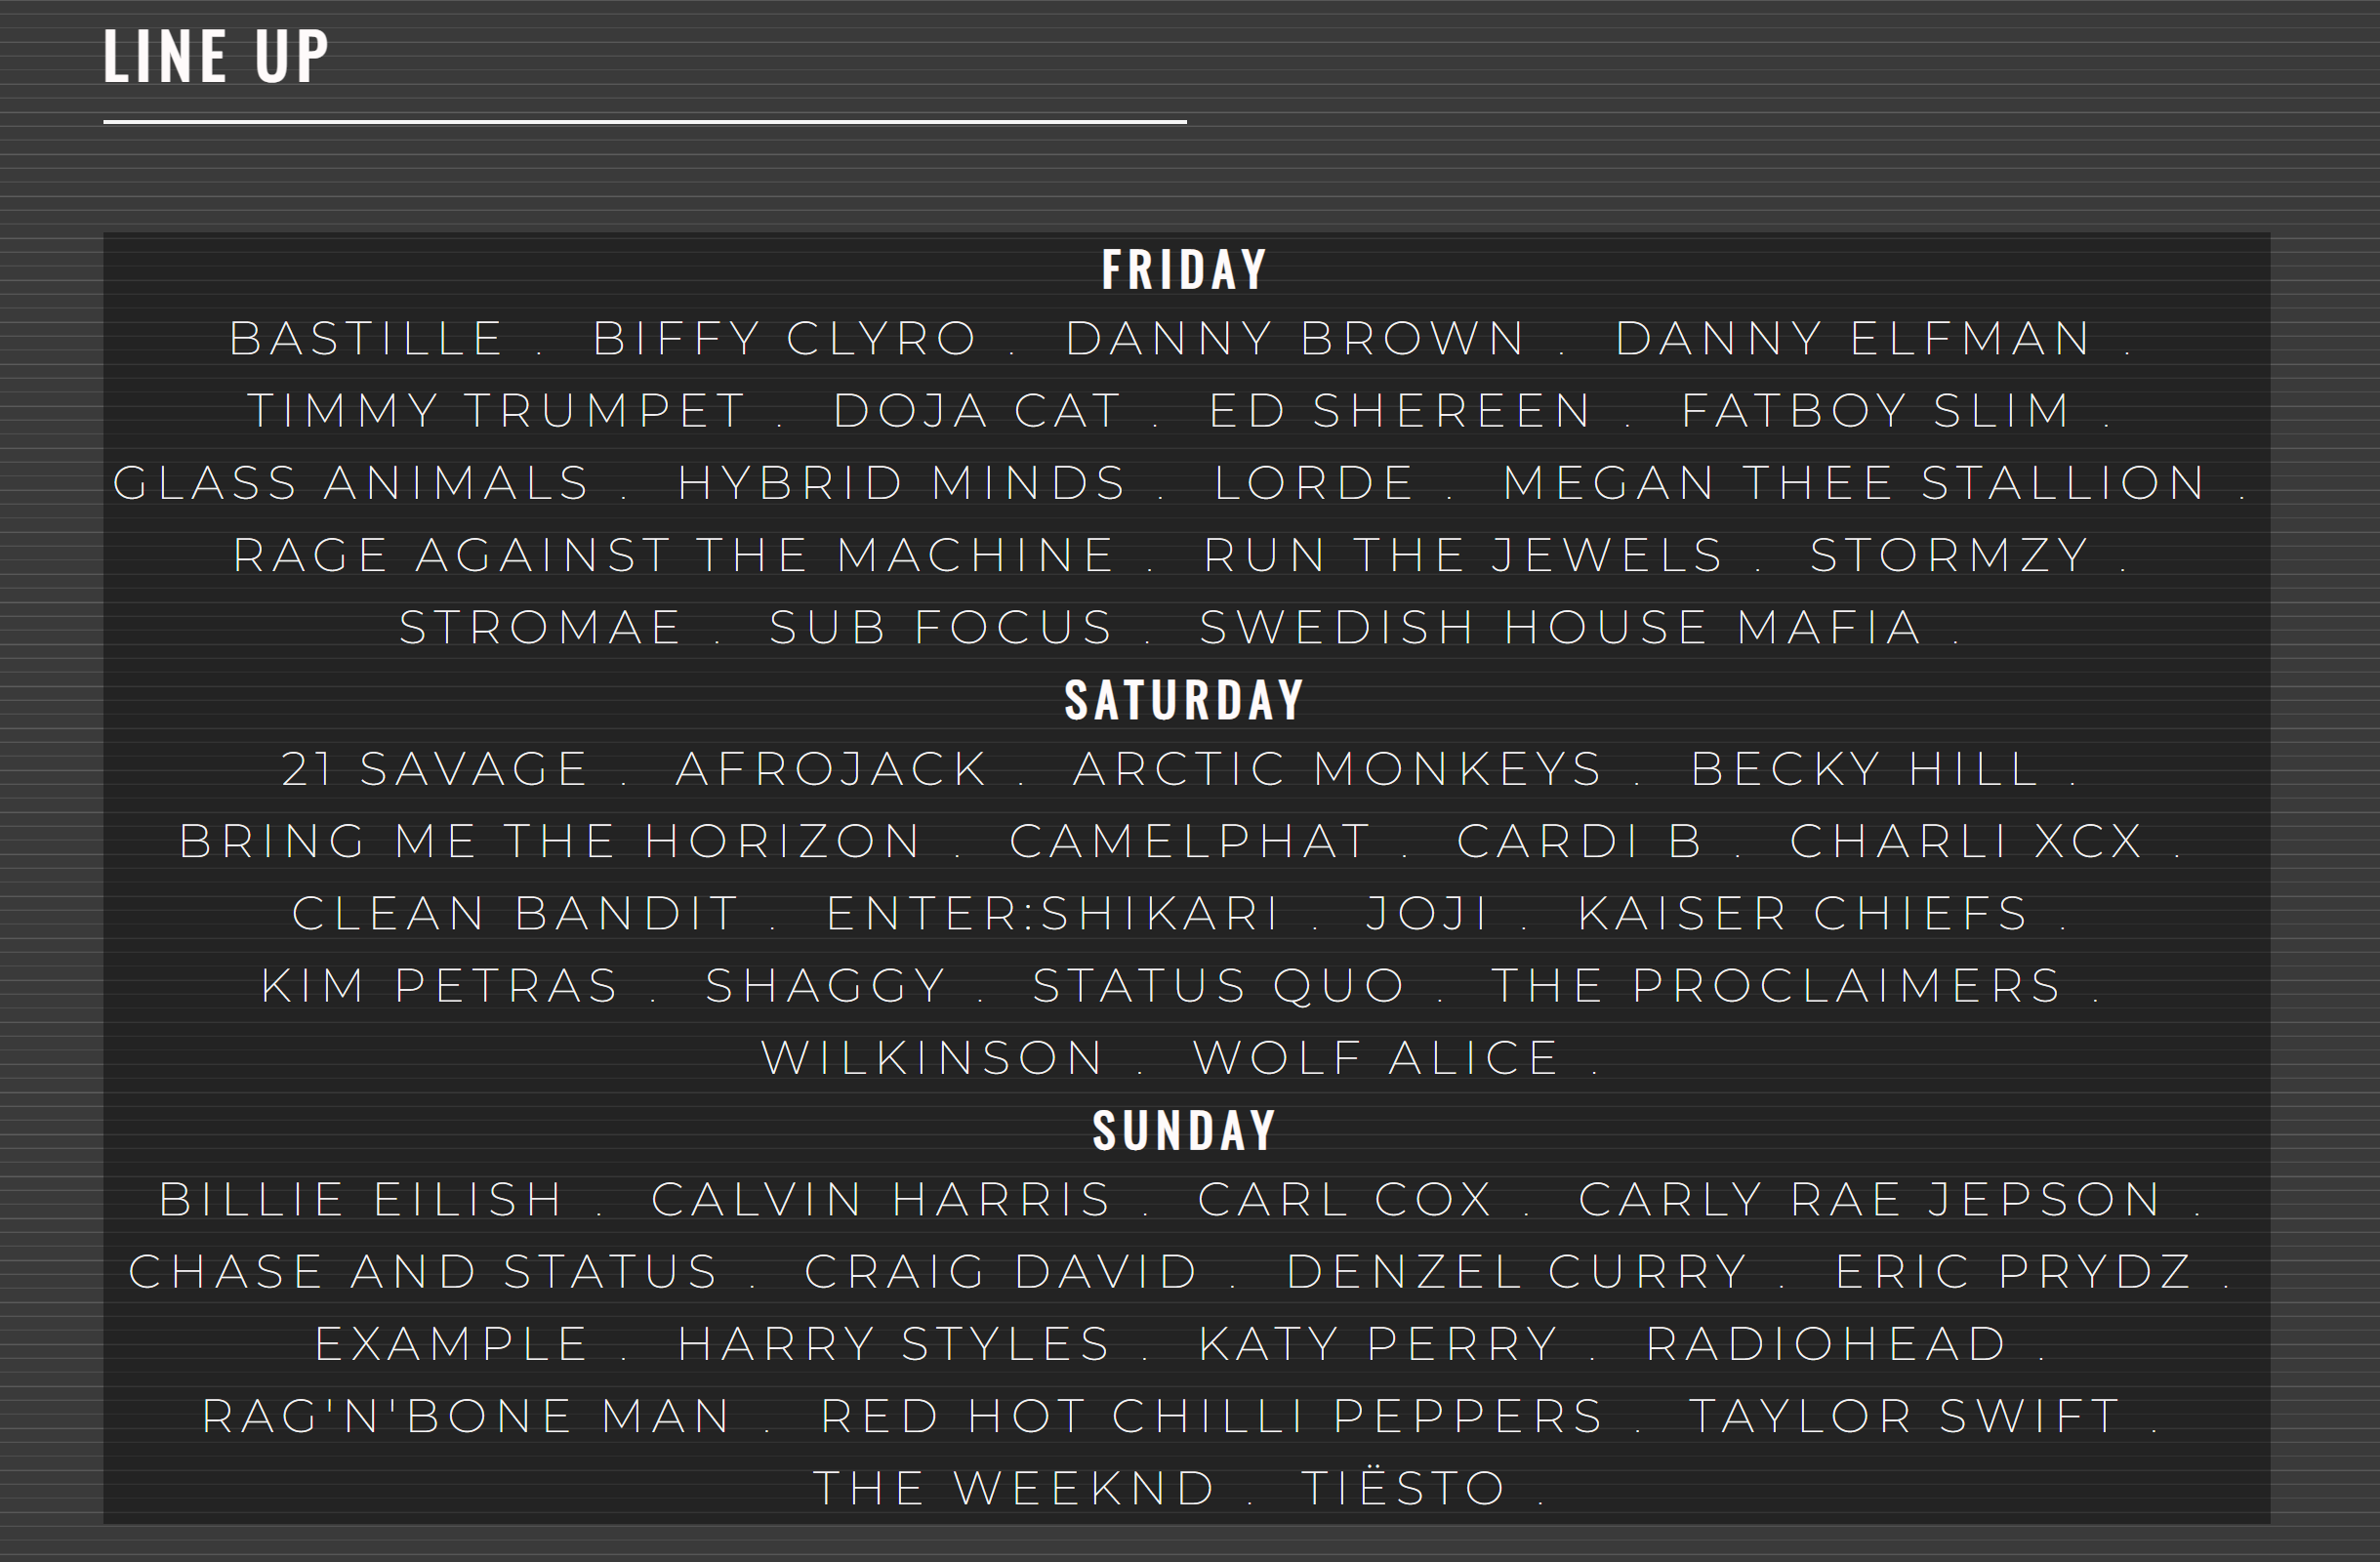 LINE UP
FRIDAY
BASTILLE . BIFFY CLYRO . DANNY BROWN . DANNY ELFMAN .
TIMMY TRUMPET . DOJA CAT . ED SHEREEN . FATBOY SLIM .
GLASS ANIMALS . HYBRID MINDS . LORDE . MEGAN THEE STALLION .
RAGE AGAINST THE MACHINE . RUN THE JEWELS . STORMZY .
STROMAE . SUB FOCUS . SWEDISH HOUSE MAFIA .
SATURDAY
21 SAVAGE . AFROJACK . ARCTIC MONKEYS . BECKY HILL .
BRING ME THE HORIZON . CAMELPHAT . CARDI B . CHARLI XCX .
CLEAN BANDIT . ENTER:SHIKARI . JOJI . KAISER CHIEFS .
KIM PETRAS . SHAGGY . STATUS QUO . THE PROCLAIMERS .
WILKINSON . WOLF ALICE .
SUNDAY
BILLIE EILISH . CALVIN HARRIS . CARL COX . CARLY RAE JEPSON .
CHASE AND STATUS . CRAIG DAVID . DENZEL CURRY . ERIC PRYDZ .
EXAMPLE . HARRY STYLES . KATY PERRY . RADIOHEAD .
RAG'N'BONE MAN . RED HOT CHILLI PEPPERS . TAYLOR SWIFT .
THE WEEKND . TIËSTO .